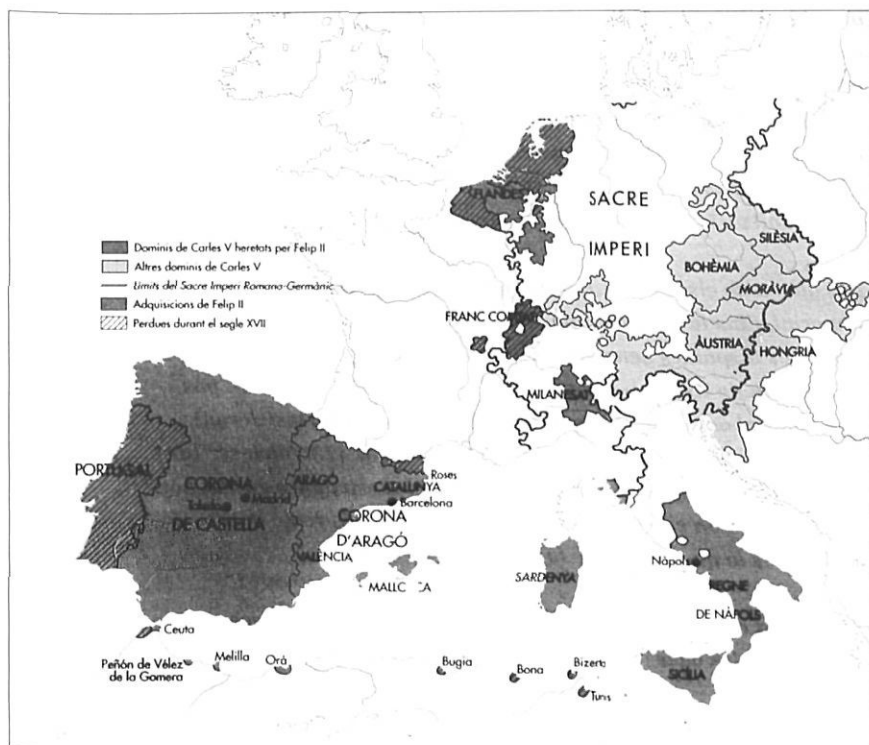 SACRE
IMPERI
FLANDES
SILÈSIA
BOHÈMIA
MORÀVIA
Dominis de Carles V heretats per Felip II
Altres dominis de Carles V
Límits del Sacre Imperi Romano-Germànic
Adquisicions de Felip II
Perdues durant el segle XVII
FRANC COMTAT
ÀUSTRIA
HONGRIA
MILANESAT
PORTUGAL
CORONA
DE CASTELLA
Toledo
Madrid
ARAGÓ
CATALUNYA
Roses
Barcelona
CORONA
D'ARAGÓ
VALÈNCIA
MALLORCA
SARDENYA
Nàpols
REGNE
DE NÀPOLS
SICÍLIA
Ceuta
Peñón de Vélez
de la Gomera
Melilla
Orà
Bugia
Bona
Bizerta
Tunis